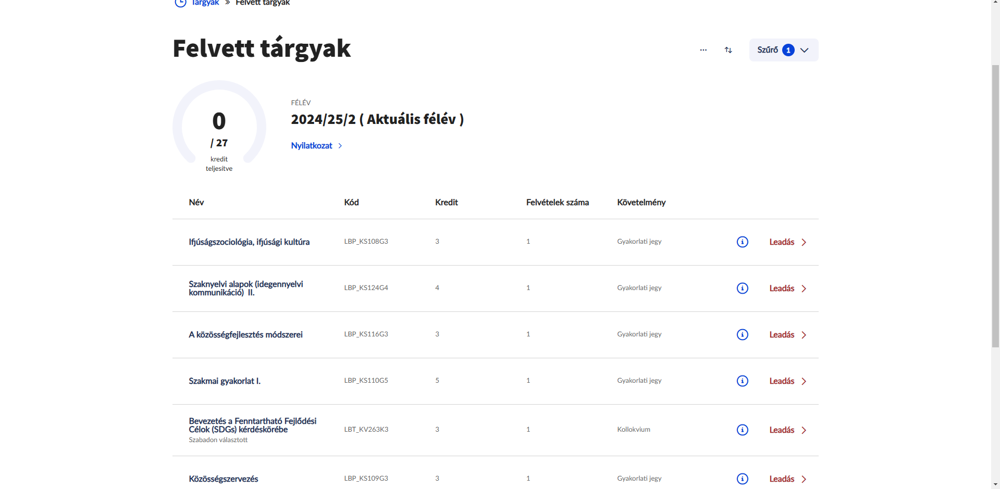 Tárgyak » Felvett tárgyak
Felvett tárgyak
... Szűrő 1
0
/ 27
kredit
teljesítve
FÉLÉV
2024/25/2 ( Aktuális félév )
Nyilatkozat
Név Kód Kredit Felvételek száma Követelmény
Ifjúságszociológia, ifjúsági kultúra LBP_KS108G3 3 1 Gyakorlati jegy Leadás
Szaknyelvi alapok (idegennyelvi
kommunikáció) II. LBP_KS124G4 4 1 Gyakorlati jegy Leadás
A közösségfejlesztés módszerei LBP_KS116G3 3 1 Gyakorlati jegy Leadás
Szakmai gyakorlat I. LBP_KS110G5 5 1 Gyakorlati jegy Leadás
Bevezetés a Fenntartható Fejlődési
Célok (SDGs) kérdéskörébe LBT_KV263K3 3 1 Kollokvium Leadás
Szabadon választott
Közösségszervezés LBP_KS109G3 3 1 Gyakorlati jegy Leadás